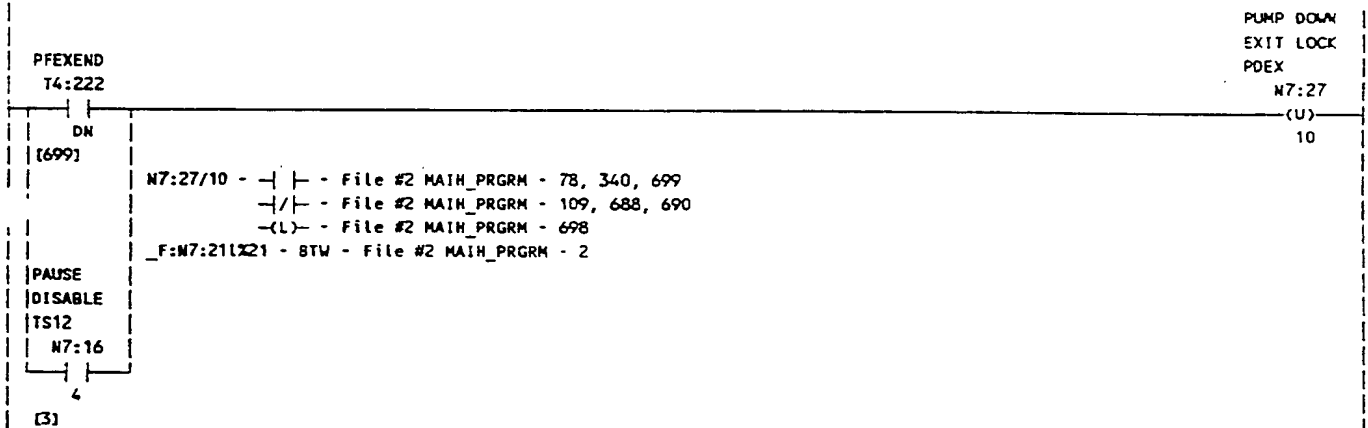 PUMP DOWN
EXIT LOCK
PFEXEND
PDEX
T4:222
N7:27
(U)
DN
10
[699]
N7:27/10 - ─┤ ├─ - File #2 MAIN_PRGRM - 78, 340, 699
─┤/├─ - File #2 MAIN_PRGRM - 109, 688, 690
─(L)─ - File #2 MAIN_PRGRM - 698
_F:N7:211%21 - BTW - File #2 MAIN_PRGRM - 2
PAUSE
DISABLE
TS12
N7:16
4
[3]